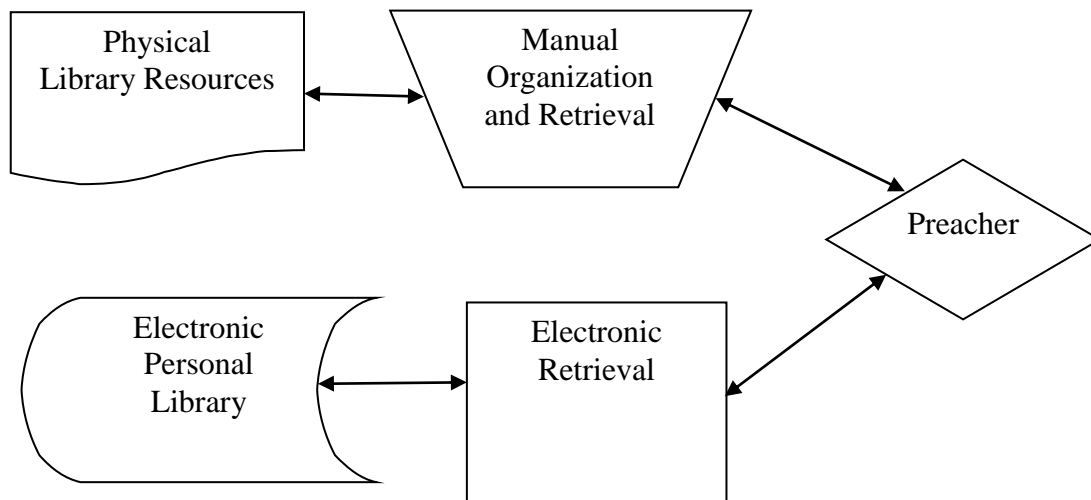 Physical
Library Resources
Manual
Organization
and Retrieval
Preacher
Electronic
Personal
Library
Electronic
Retrieval